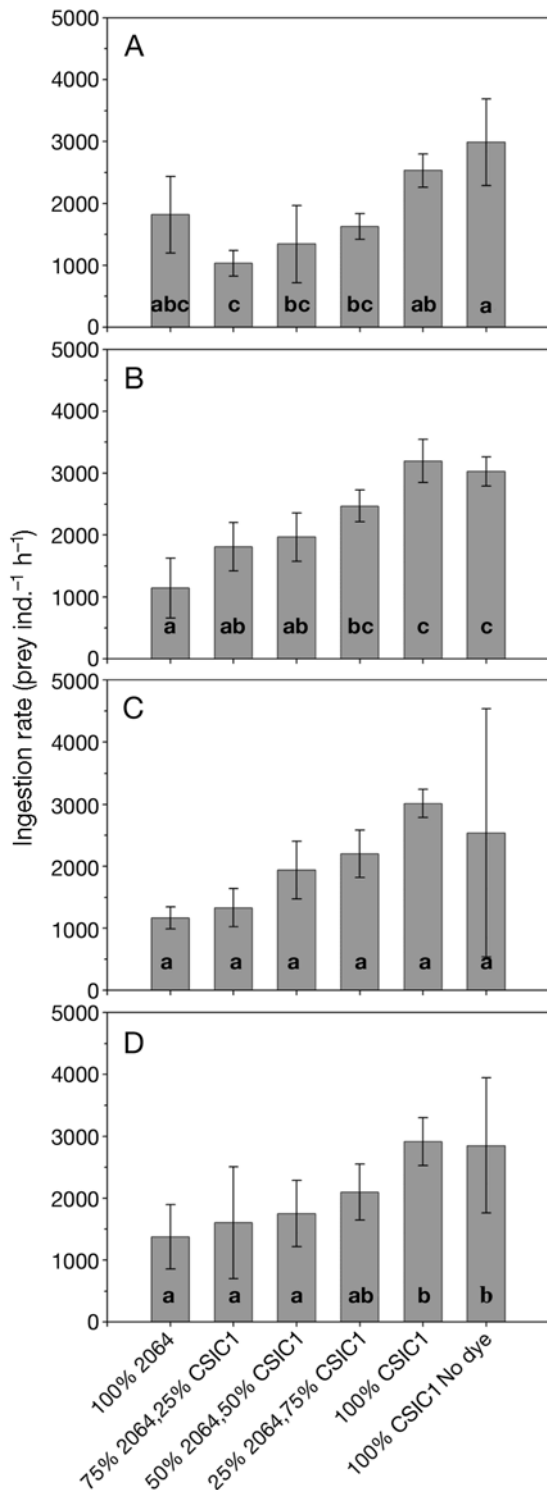 Ingestion rate (prey ind.⁻¹ h⁻¹)
A
5000
4000
3000
2000
1000
0
abc c bc bc ab a
B
5000
4000
3000
2000
1000
0
a ab ab bc c c
C
5000
4000
3000
2000
1000
0
a a a a a a
D
5000
4000
3000
2000
1000
0
a a a ab b b
100% 2064
75% 2064,25% CSIC1
50% 2064,50% CSIC1
25% 2064,75% CSIC1
100% CSIC1
100% CSIC1 No dye